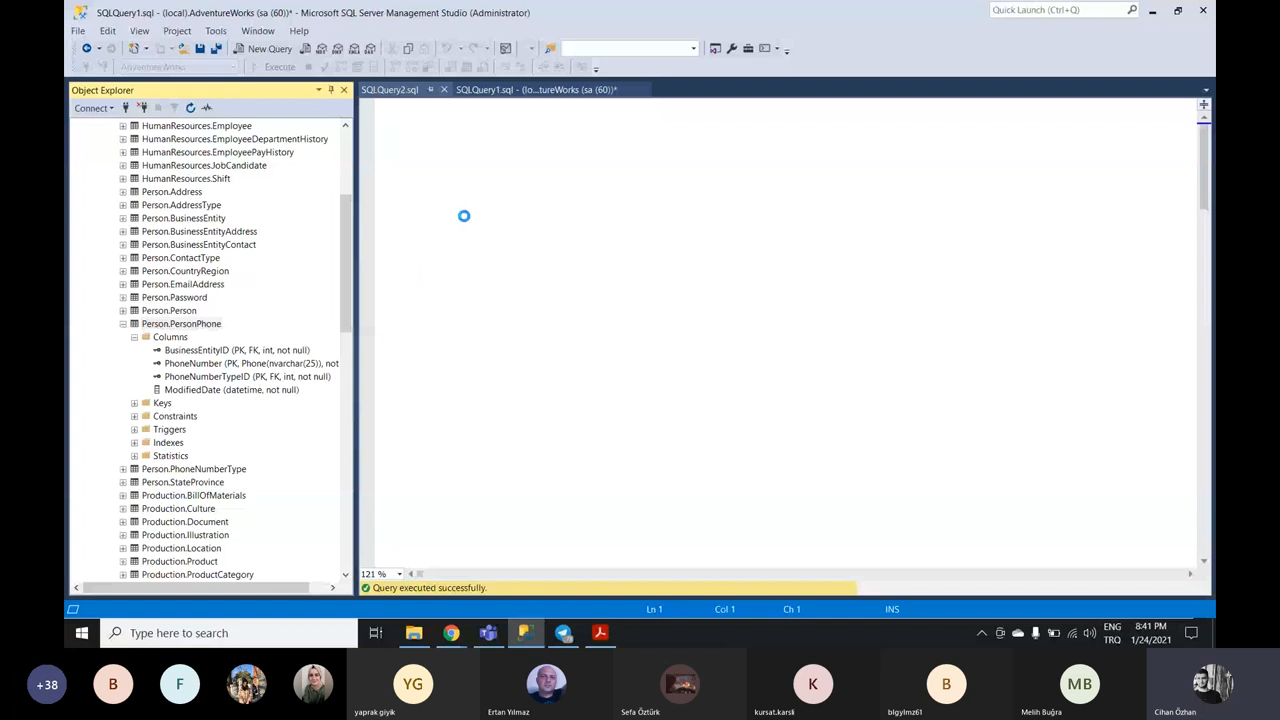 SQLQuery1.sql - (local).AdventureWorks (sa (60))* - Microsoft SQL Server Management Studio (Administrator)
Quick Launch (Ctrl+Q)
File Edit View Project Tools Window Help
New Query
AdventureWorks
Execute
Object Explorer
SQLQuery2.sql
SQLQuery1.sql - (lo...tureWorks (sa (60))*
Connect
HumanResources.Employee
HumanResources.EmployeeDepartmentHistory
HumanResources.EmployeePayHistory
HumanResources.JobCandidate
HumanResources.Shift
Person.Address
Person.AddressType
Person.BusinessEntity
Person.BusinessEntityAddress
Person.BusinessEntityContact
Person.ContactType
Person.CountryRegion
Person.EmailAddress
Person.Password
Person.Person
Person.PersonPhone
Columns
BusinessEntityID (PK, FK, int, not null)
PhoneNumber (PK, Phone(nvarchar(25)), not
PhoneNumberTypeID (PK, FK, int, not null)
ModifiedDate (datetime, not null)
Keys
Constraints
Triggers
Indexes
Statistics
Person.PhoneNumberType
Person.StateProvince
Production.BillOfMaterials
Production.Culture
Production.Document
Production.Illustration
Production.Location
Production.Product
Production.ProductCategory
121 %
Query executed successfully.
Ln 1 Col 1 Ch 1 INS
Type here to search
ENG
TRQ
8:41 PM
1/24/2021
+38 B F YG K B MB
yaprak giyik
Ertan Yılmaz
Sefa Öztürk
kursat.karsli
blgylmz61
Melih Buğra
Cihan Özhan